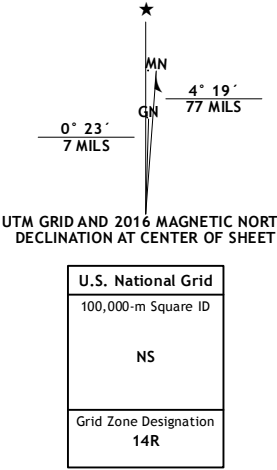 MN
GN
4° 19´
77 MILS
0° 23´
7 MILS
UTM GRID AND 2016 MAGNETIC NORT
DECLINATION AT CENTER OF SHEET
U.S. National Grid
100,000-m Square ID
NS
Grid Zone Designation
14R